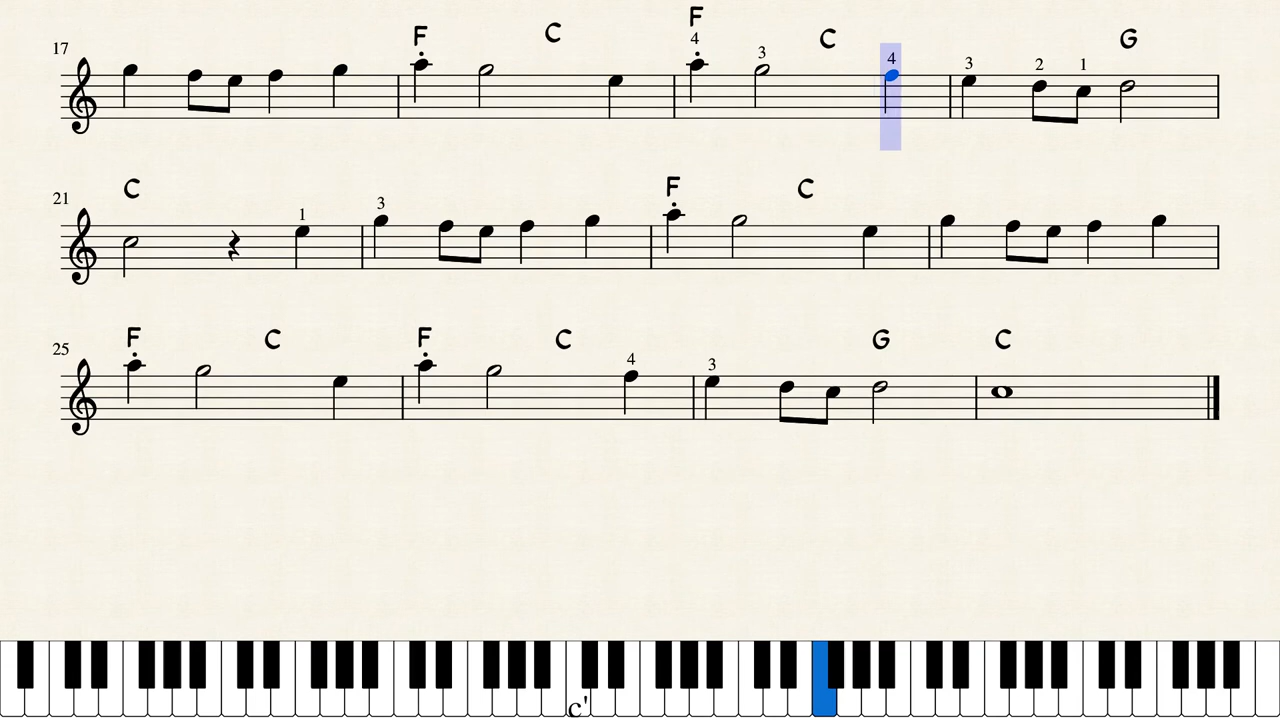 17 F C F C G
4 3 4 3 2 1
21 C F C
1 3
25 F C F C G C
4 3
c'